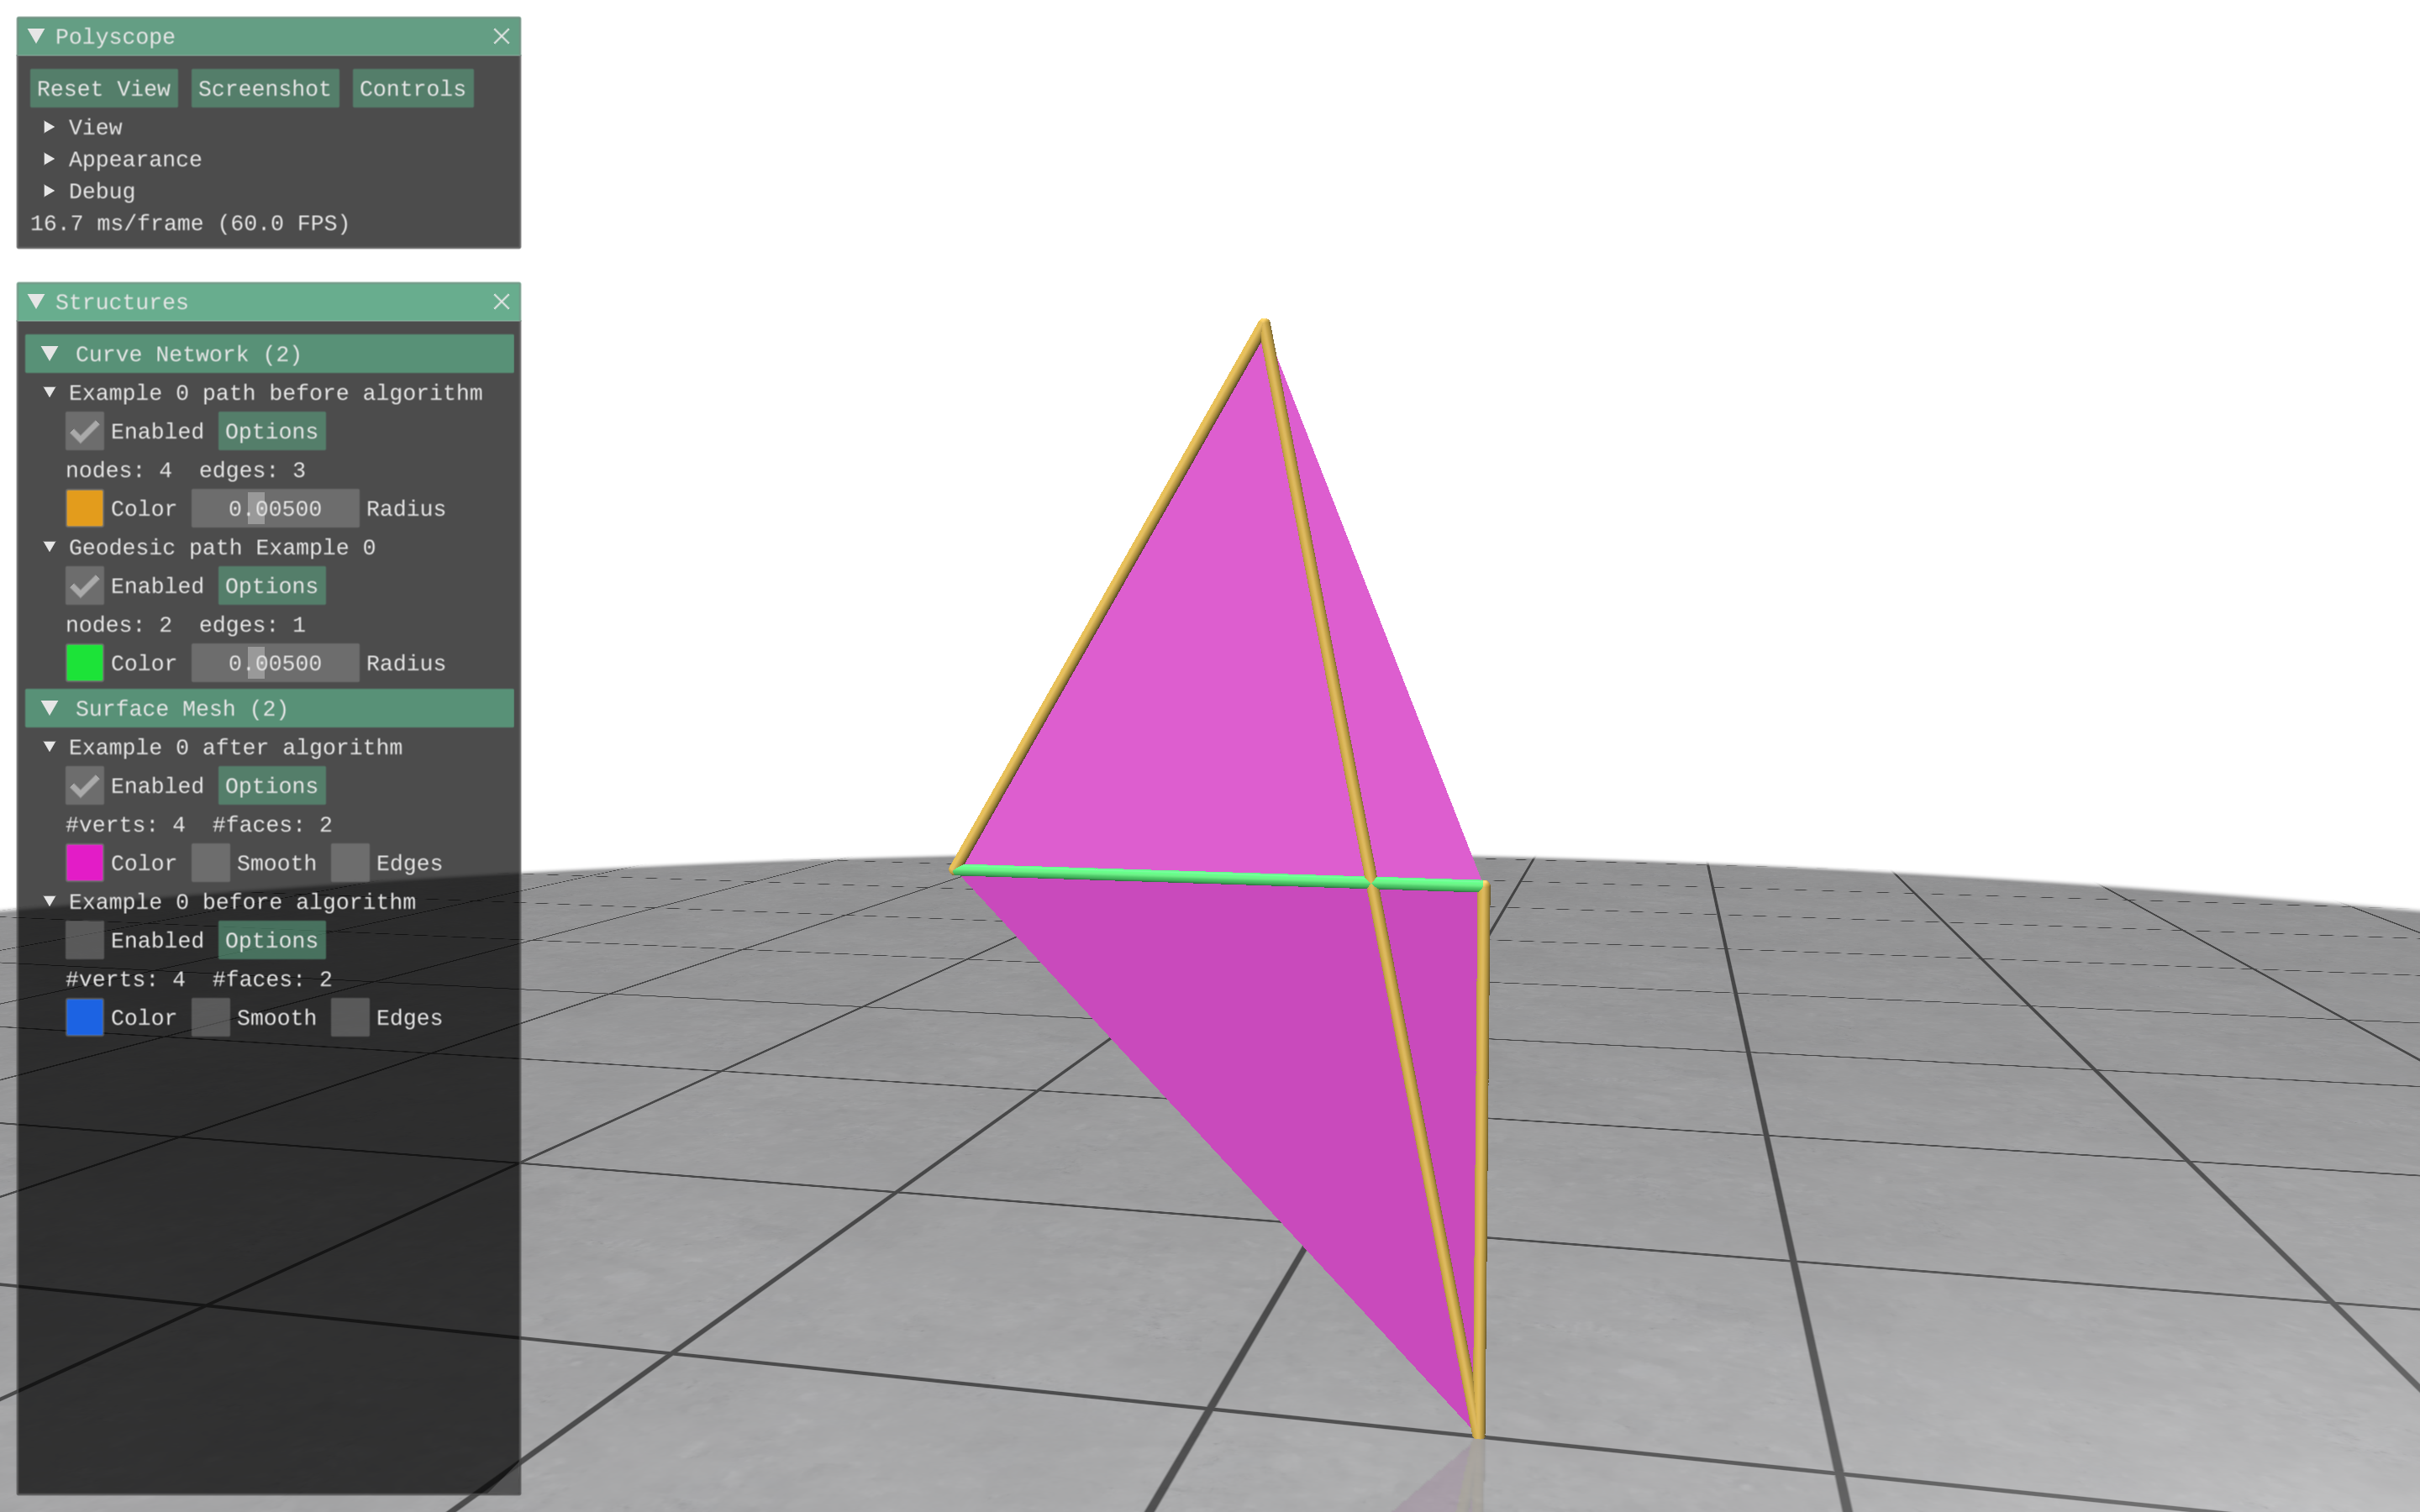 Polyscope
Reset View Screenshot Controls
View
Appearance
Debug
16.7 ms/frame (60.0 FPS)
Structures
Curve Network (2)
Example 0 path before algorithm
Enabled Options
nodes: 4 edges: 3
Color 0.00500 Radius
Geodesic path Example 0
Enabled Options
nodes: 2 edges: 1
Color 0.00500 Radius
Surface Mesh (2)
Example 0 after algorithm
Enabled Options
#verts: 4 #faces: 2
Color Smooth Edges
Example 0 before algorithm
Enabled Options
#verts: 4 #faces: 2
Color Smooth Edges